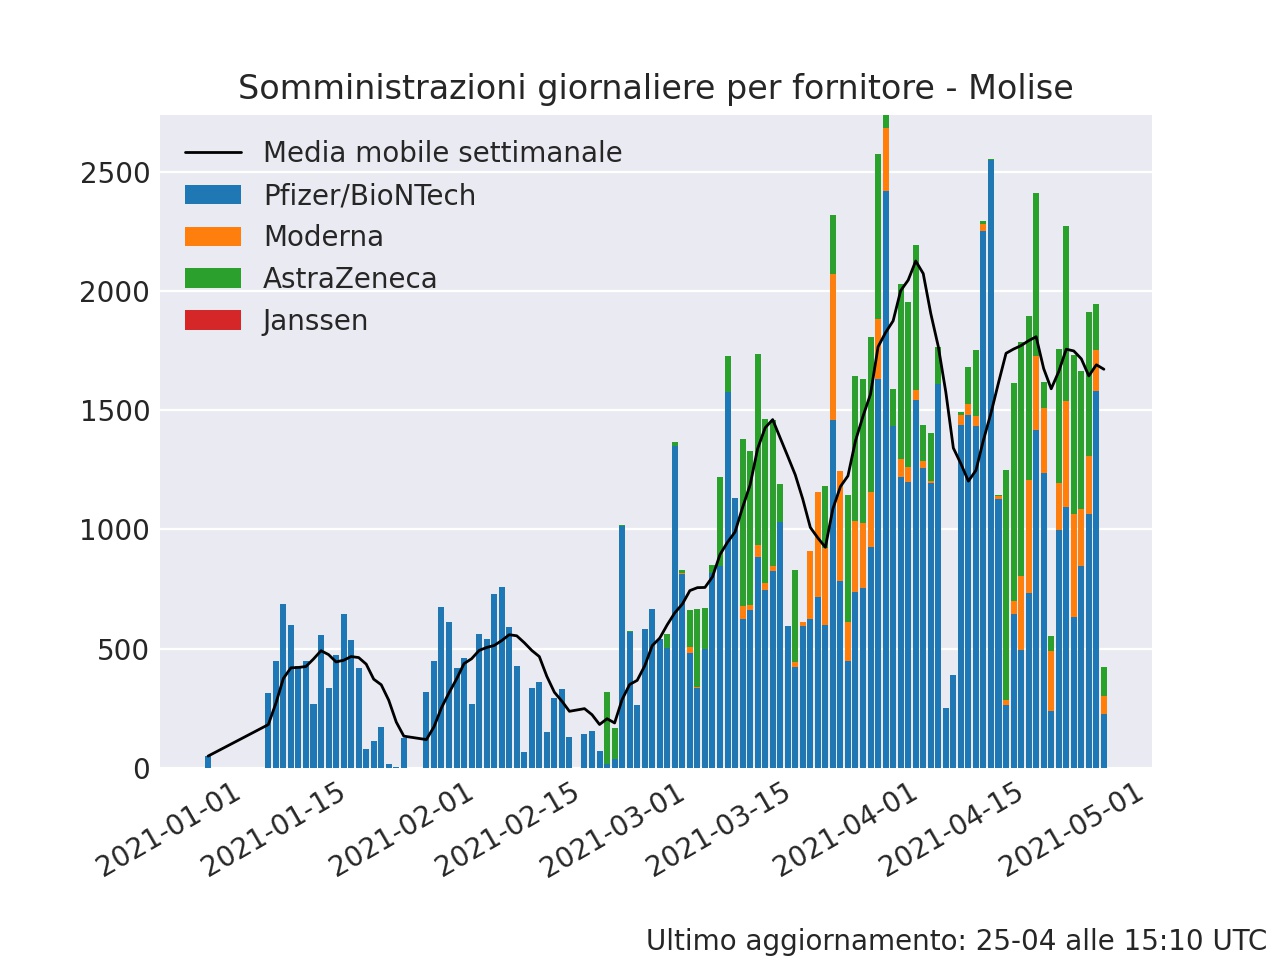 Somministrazioni giornaliere per fornitore - Molise
Media mobile settimanale
Pfizer/BioNTech
Moderna
AstraZeneca
Janssen
2500
2000
1500
1000
500
0
2021-01-01
2021-01-15
2021-02-01
2021-02-15
2021-03-01
2021-03-15
2021-04-01
2021-04-15
2021-05-01
Ultimo aggiornamento: 25-04 alle 15:10 UTC